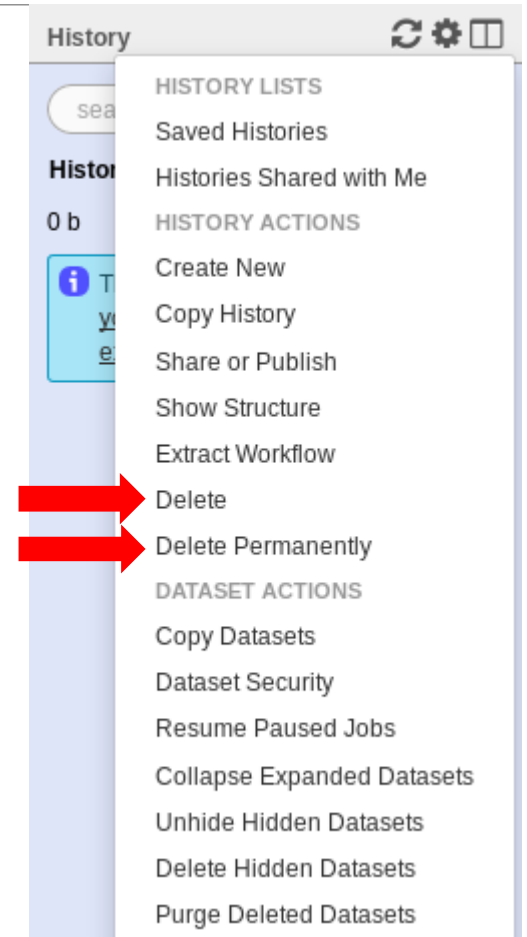 History
HISTORY LISTS
sea
Saved Histories
Histor
Histories Shared with Me
0 b
HISTORY ACTIONS
Create New
Copy History
Share or Publish
Show Structure
Extract Workflow
Delete
Delete Permanently
DATASET ACTIONS
Copy Datasets
Dataset Security
Resume Paused Jobs
Collapse Expanded Datasets
Unhide Hidden Datasets
Delete Hidden Datasets
Purge Deleted Datasets